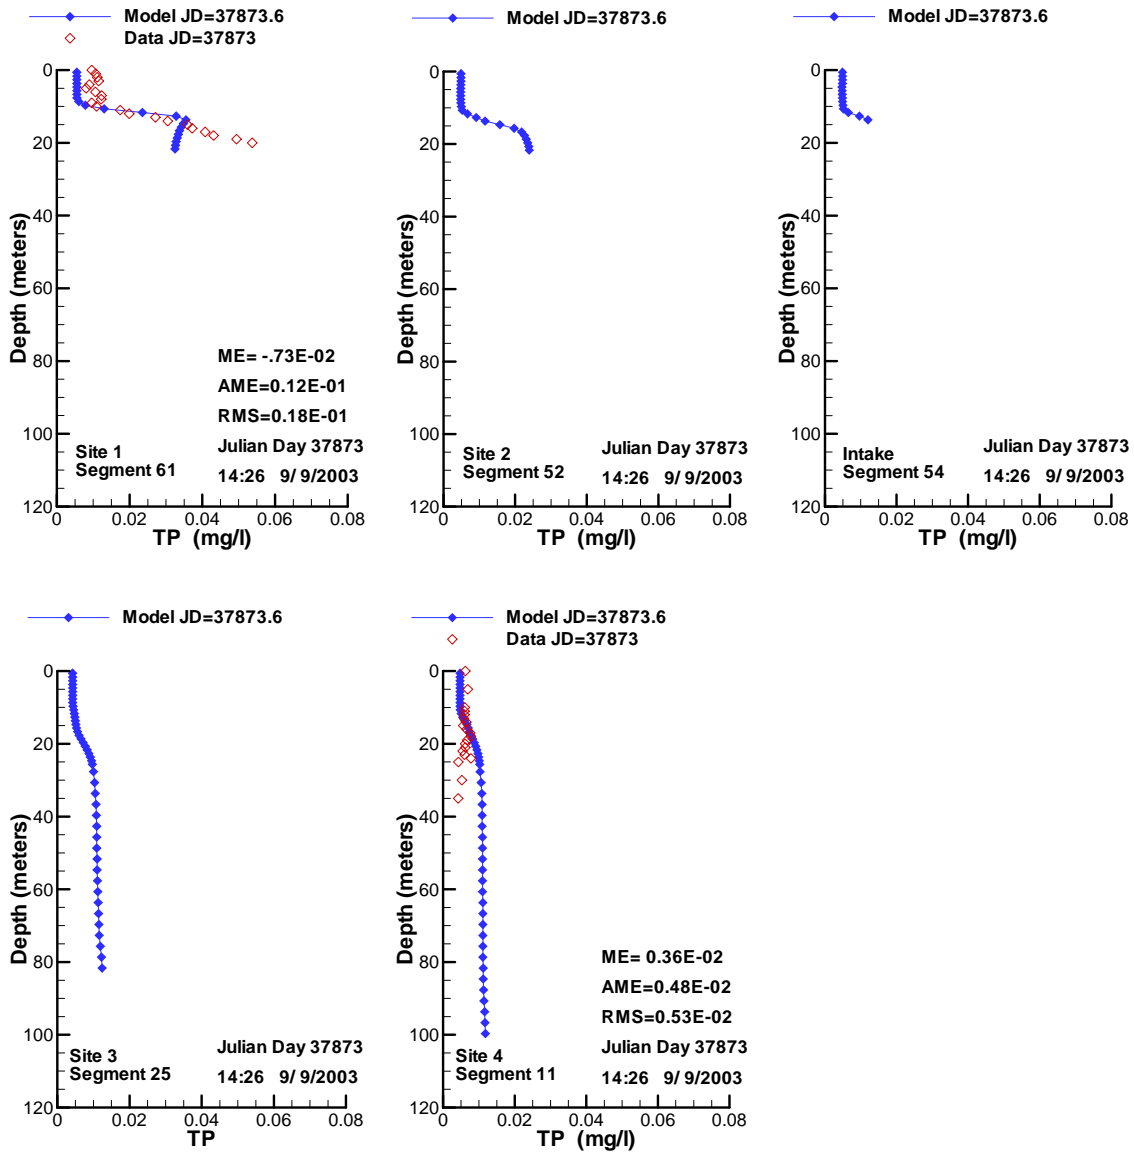 Model JD=37873.6
Data JD=37873
0
20
40
60
80
100
120
Depth (meters)
ME= -.73E-02
AME=0.12E-01
RMS=0.18E-01
Site 1
Segment 61
Julian Day 37873
14:26 9/ 9/2003
0 0.02 0.04 0.06 0.08
TP (mg/l)
Model JD=37873.6
0
20
40
60
80
100
120
Depth (meters)
Site 2
Segment 52
Julian Day 37873
14:26 9/ 9/2003
0 0.02 0.04 0.06 0.08
TP (mg/l)
Model JD=37873.6
0
20
40
60
80
100
120
Depth (meters)
Intake
Segment 54
Julian Day 37873
14:26 9/ 9/2003
0 0.02 0.04 0.06 0.08
TP (mg/l)
Model JD=37873.6
0
20
40
60
80
100
120
Depth (meters)
Site 3
Segment 25
Julian Day 37873
14:26 9/ 9/2003
0 0.02 0.04 0.06 0.08
TP
Model JD=37873.6
Data JD=37873
0
20
40
60
80
100
120
Depth (meters)
ME= 0.36E-02
AME=0.48E-02
RMS=0.53E-02
Site 4
Segment 11
Julian Day 37873
14:26 9/ 9/2003
0 0.02 0.04 0.06 0.08
TP (mg/l)